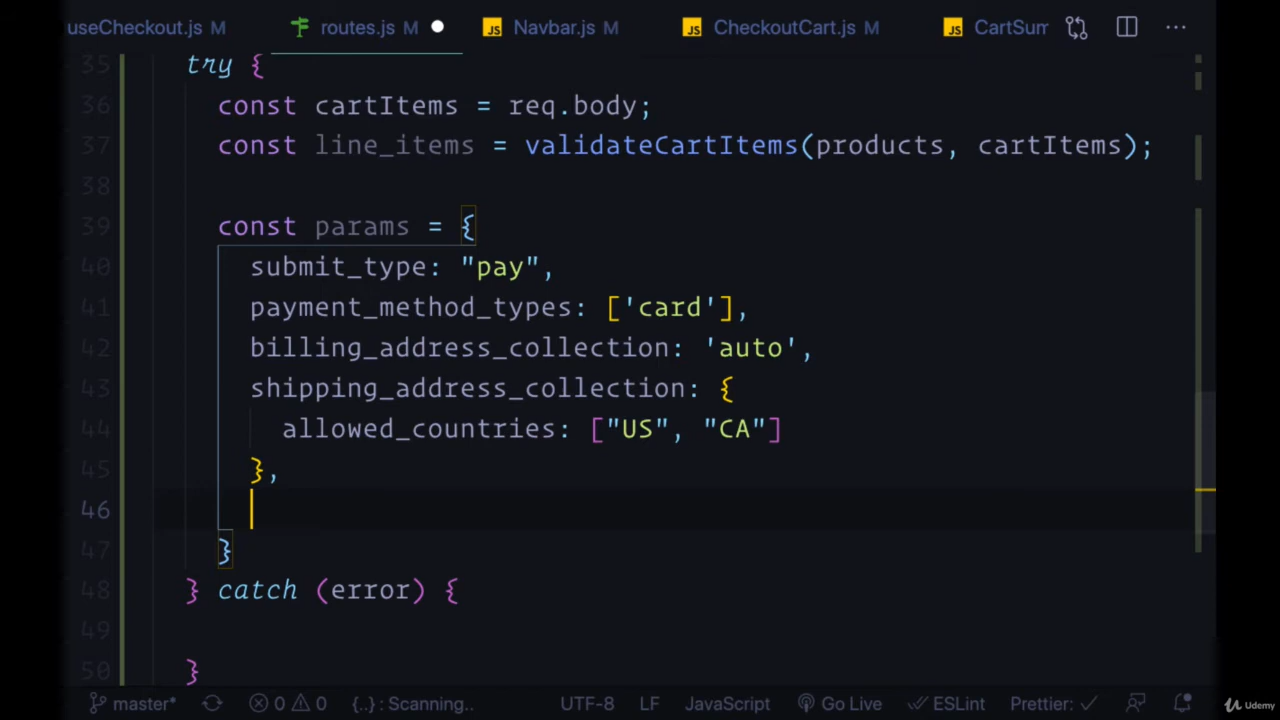 useCheckout.js M routes.js M Navbar.js M CheckoutCart.js M CartSum
35 try {
36 const cartItems = req.body;
37 const line_items = validateCartItems(products, cartItems);
38
39 const params = {
40 submit_type: "pay",
41 payment_method_types: ['card'],
42 billing_address_collection: 'auto',
43 shipping_address_collection: {
44 allowed_countries: ["US", "CA"]
45 },
46
47 }
48 } catch (error) {
49
50 }
master* 0 0 {..} : Scanning.. UTF-8 LF JavaScript Go Live ESLint Prettier: ✓ Udemy